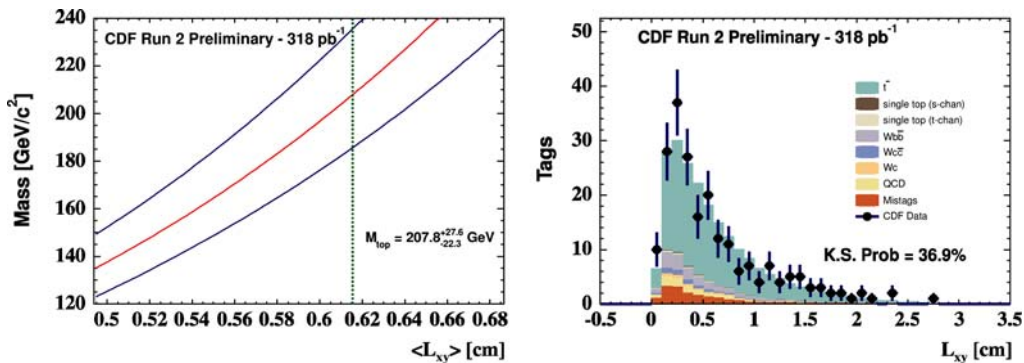 CDF Run 2 Preliminary - 318 pb⁻¹
Mass [GeV/c²]
240
220
200
180
160
140
120
M_top = 207.8 +27.6 -22.3 GeV
0.5 0.52 0.54 0.56 0.58 0.6 0.62 0.64 0.66 0.68
<L_xy> [cm]
CDF Run 2 Preliminary - 318 pb⁻¹
Tags
50
40
30
20
10
0
tt̄
single top (s-chan)
single top (t-chan)
Wbb̄
Wcc̄
Wc
QCD
Mistags
CDF Data
K.S. Prob = 36.9%
-0.5 0 0.5 1 1.5 2 2.5 3 3.5
L_xy [cm]